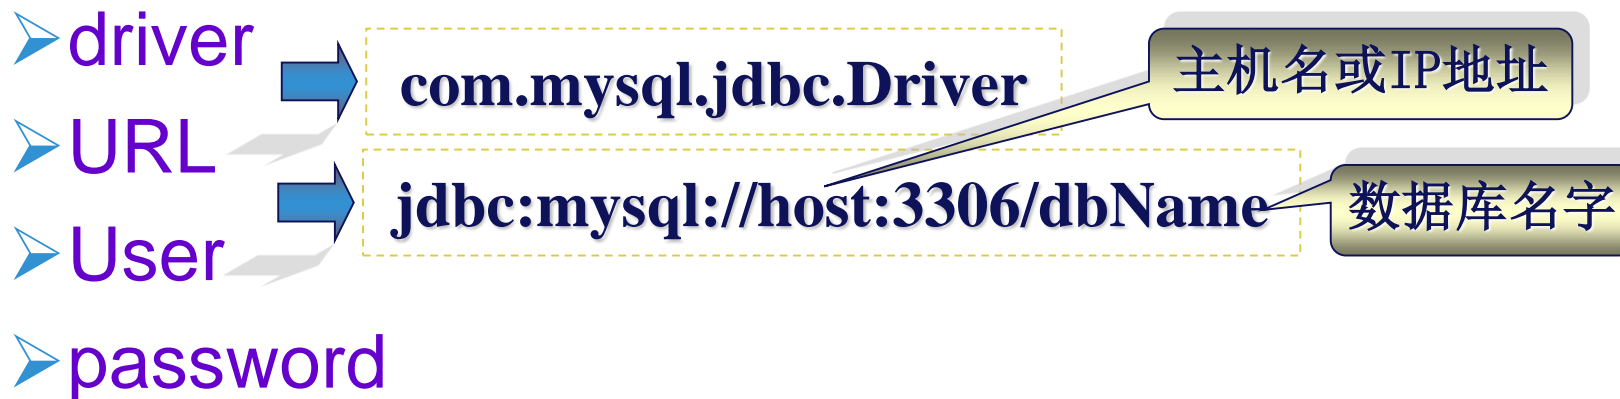 driver
com.mysql.jdbc.Driver
主机名或IP地址
URL
jdbc:mysql://host:3306/dbName
数据库名字
User
password